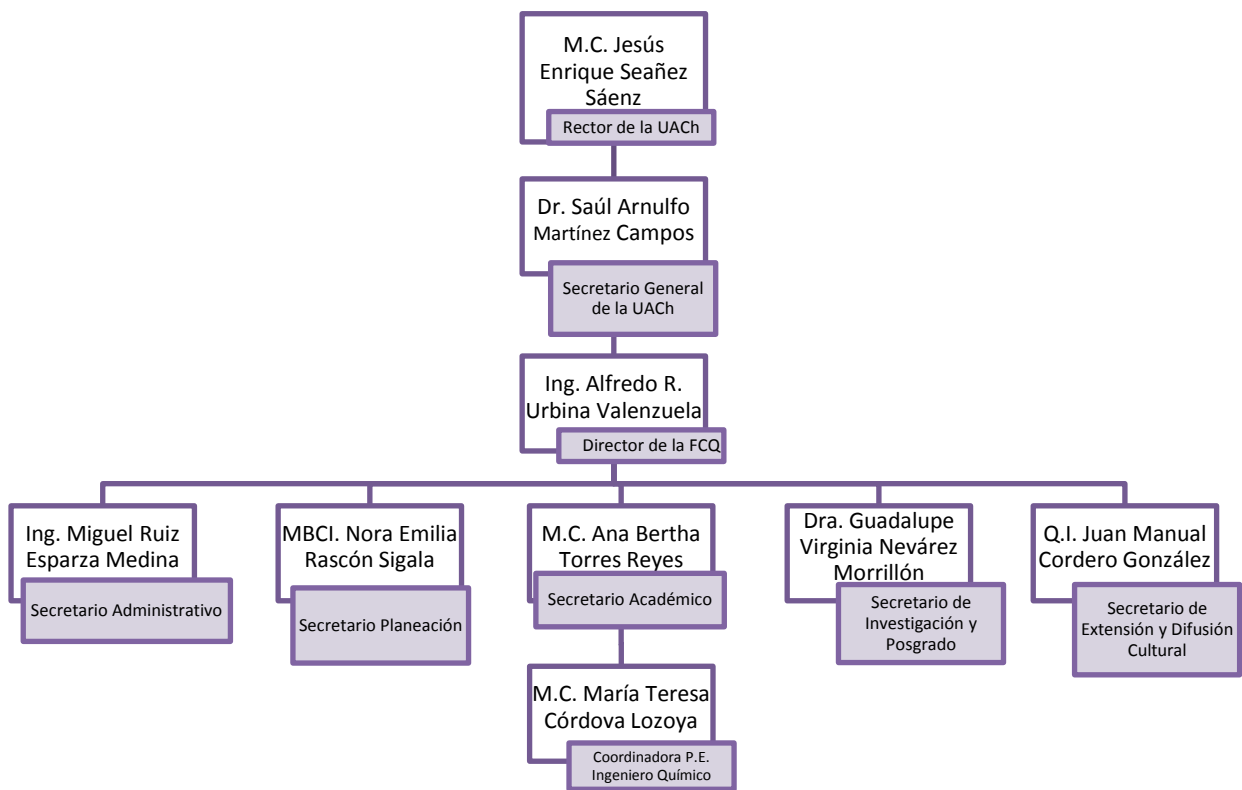 M.C. Jesús
Enrique Seañez
Sáenz
Rector de la UACh
Dr. Saúl Arnulfo
Martínez Campos
Secretario General
de la UACh
Ing. Alfredo R.
Urbina Valenzuela
Director de la FCQ
Ing. Miguel Ruiz
Esparza Medina
Secretario Administrativo
MBCI. Nora Emilia
Rascón Sigala
Secretario Planeación
M.C. Ana Bertha
Torres Reyes
Secretario Académico
Dra. Guadalupe
Virginia Nevárez
Morrillón
Secretario de
Investigación y
Posgrado
Q.I. Juan Manual
Cordero González
Secretario de
Extensión y Difusión
Cultural
M.C. María Teresa
Córdova Lozoya
Coordinadora P.E.
Ingeniero Químico